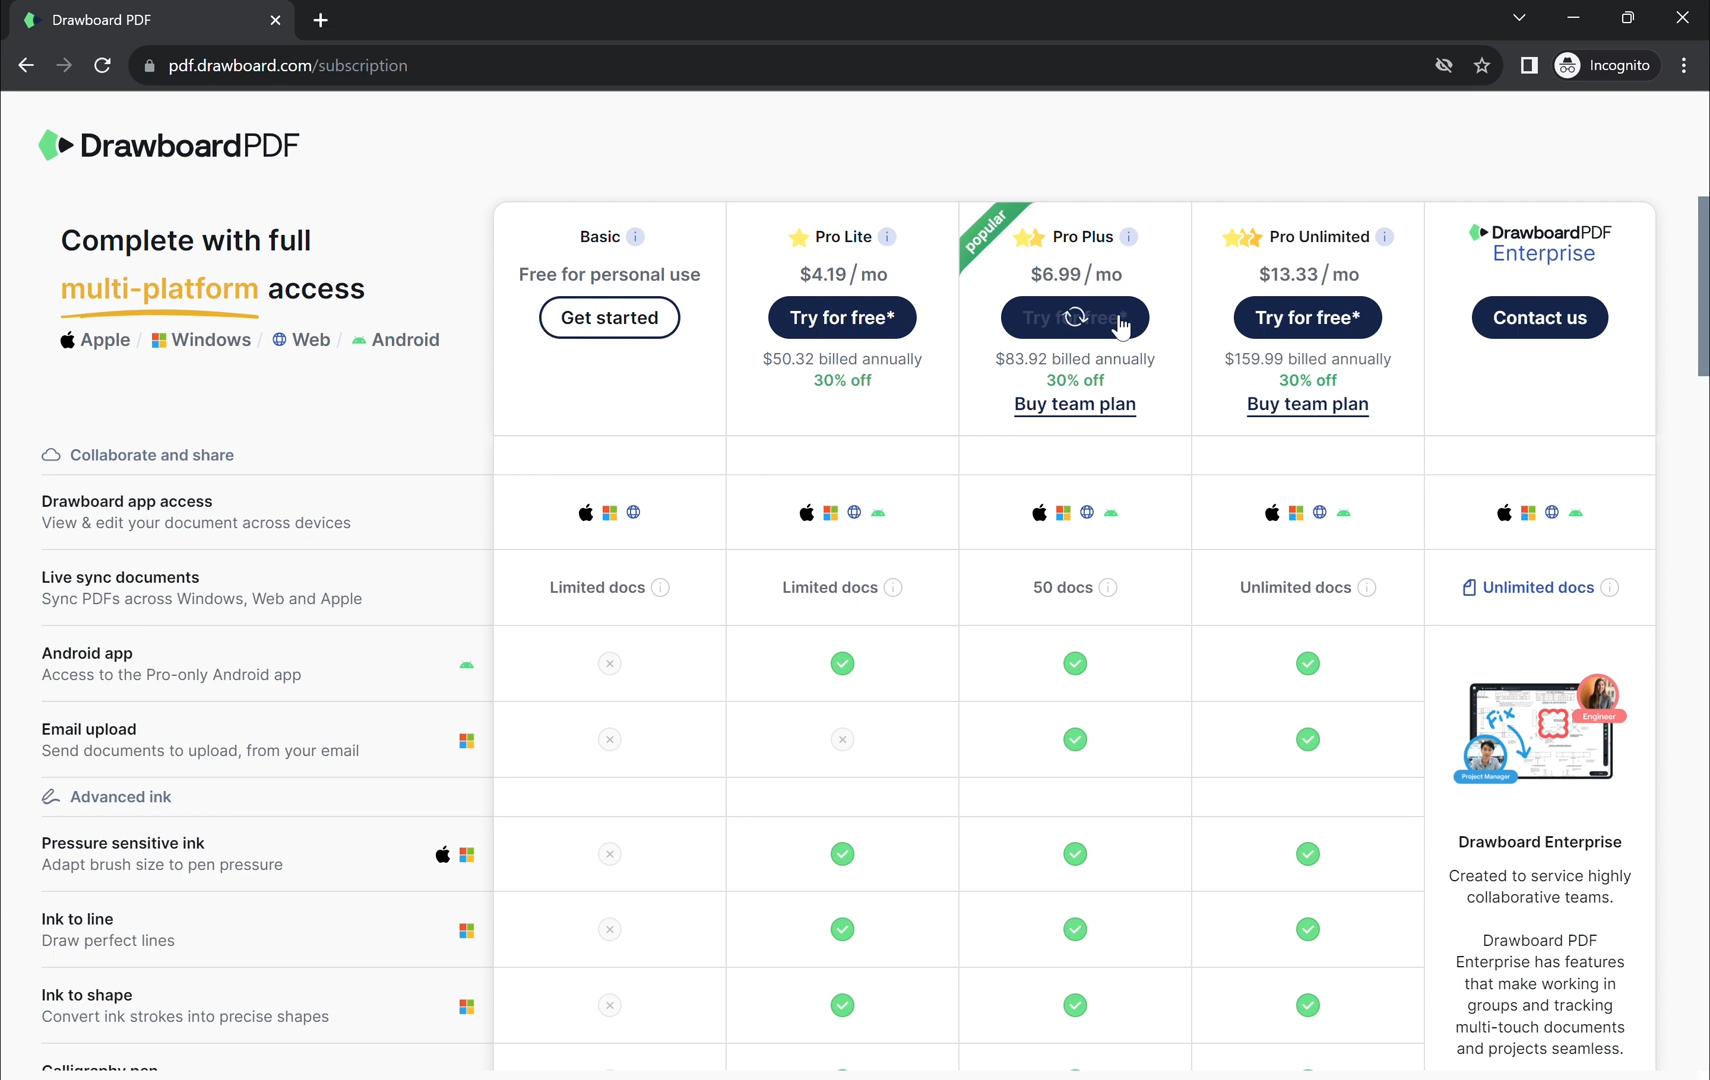 Drawboard PDF
pdf.drawboard.com/subscription
Incognito
DrawboardPDF
Complete with full
multi-platform access
Apple / Windows / Web / Android
Basic
Free for personal use
Get started
Pro Lite
$4.19/mo
Try for free*
$50.32 billed annually
30% off
popular
Pro Plus
$6.99/mo
Try for free*
$83.92 billed annually
30% off
Buy team plan
Pro Unlimited
$13.33/mo
Try for free*
$159.99 billed annually
30% off
Buy team plan
DrawboardPDF
Enterprise
Contact us
Collaborate and share
Drawboard app access
View & edit your document across devices
Live sync documents
Sync PDFs across Windows, Web and Apple
Limited docs
Limited docs
50 docs
Unlimited docs
Unlimited docs
Android app
Access to the Pro-only Android app
Email upload
Send documents to upload, from your email
Advanced ink
Pressure sensitive ink
Adapt brush size to pen pressure
Ink to line
Draw perfect lines
Ink to shape
Convert ink strokes into precise shapes
Calligraphy pen
Fix
Engineer
Project Manager
Drawboard Enterprise
Created to service highly
collaborative teams.
Drawboard PDF
Enterprise has features
that make working in
groups and tracking
multi-touch documents
and projects seamless.